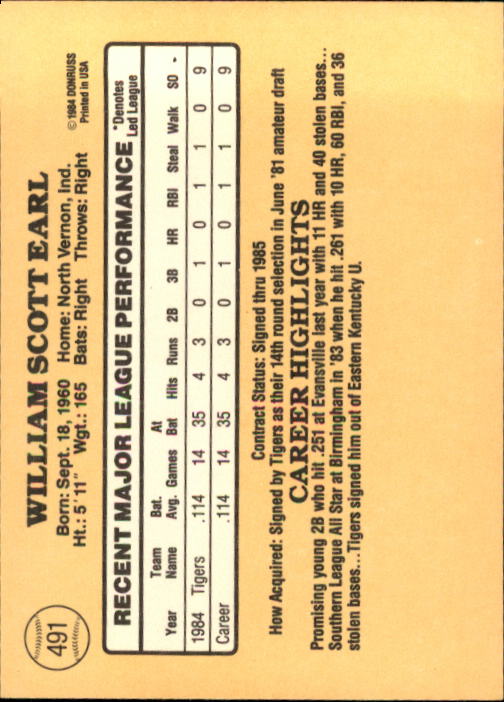 491
WILLIAM SCOTT EARL
Born: Sept. 18, 1960 Home: North Vernon, Ind.
Ht.: 5'11" Wgt.: 165 Bats: Right Throws: Right
© 1984 DONRUSS
Printed in USA
RECENT MAJOR LEAGUE PERFORMANCE
*Denotes
Led League
Year Team Name Bat. Avg. Games At Bat Hits Runs 2B 3B HR RBI Steal Walk SO
1984 Tigers .114 14 35 4 3 0 1 0 1 1 0 9
Career .114 14 35 4 3 0 1 0 1 1 0 9
Contract Status: Signed thru 1985
How Acquired: Signed by Tigers as their 14th round selection in June '81 amateur draft
CAREER HIGHLIGHTS
Promising young 2B who hit .251 at Evansville last year with 11 HR and 40 stolen bases...
Southern League All Star at Birmingham in '83 when he hit .261 with 10 HR, 60 RBI, and 36
stolen bases...Tigers signed him out of Eastern Kentucky U.